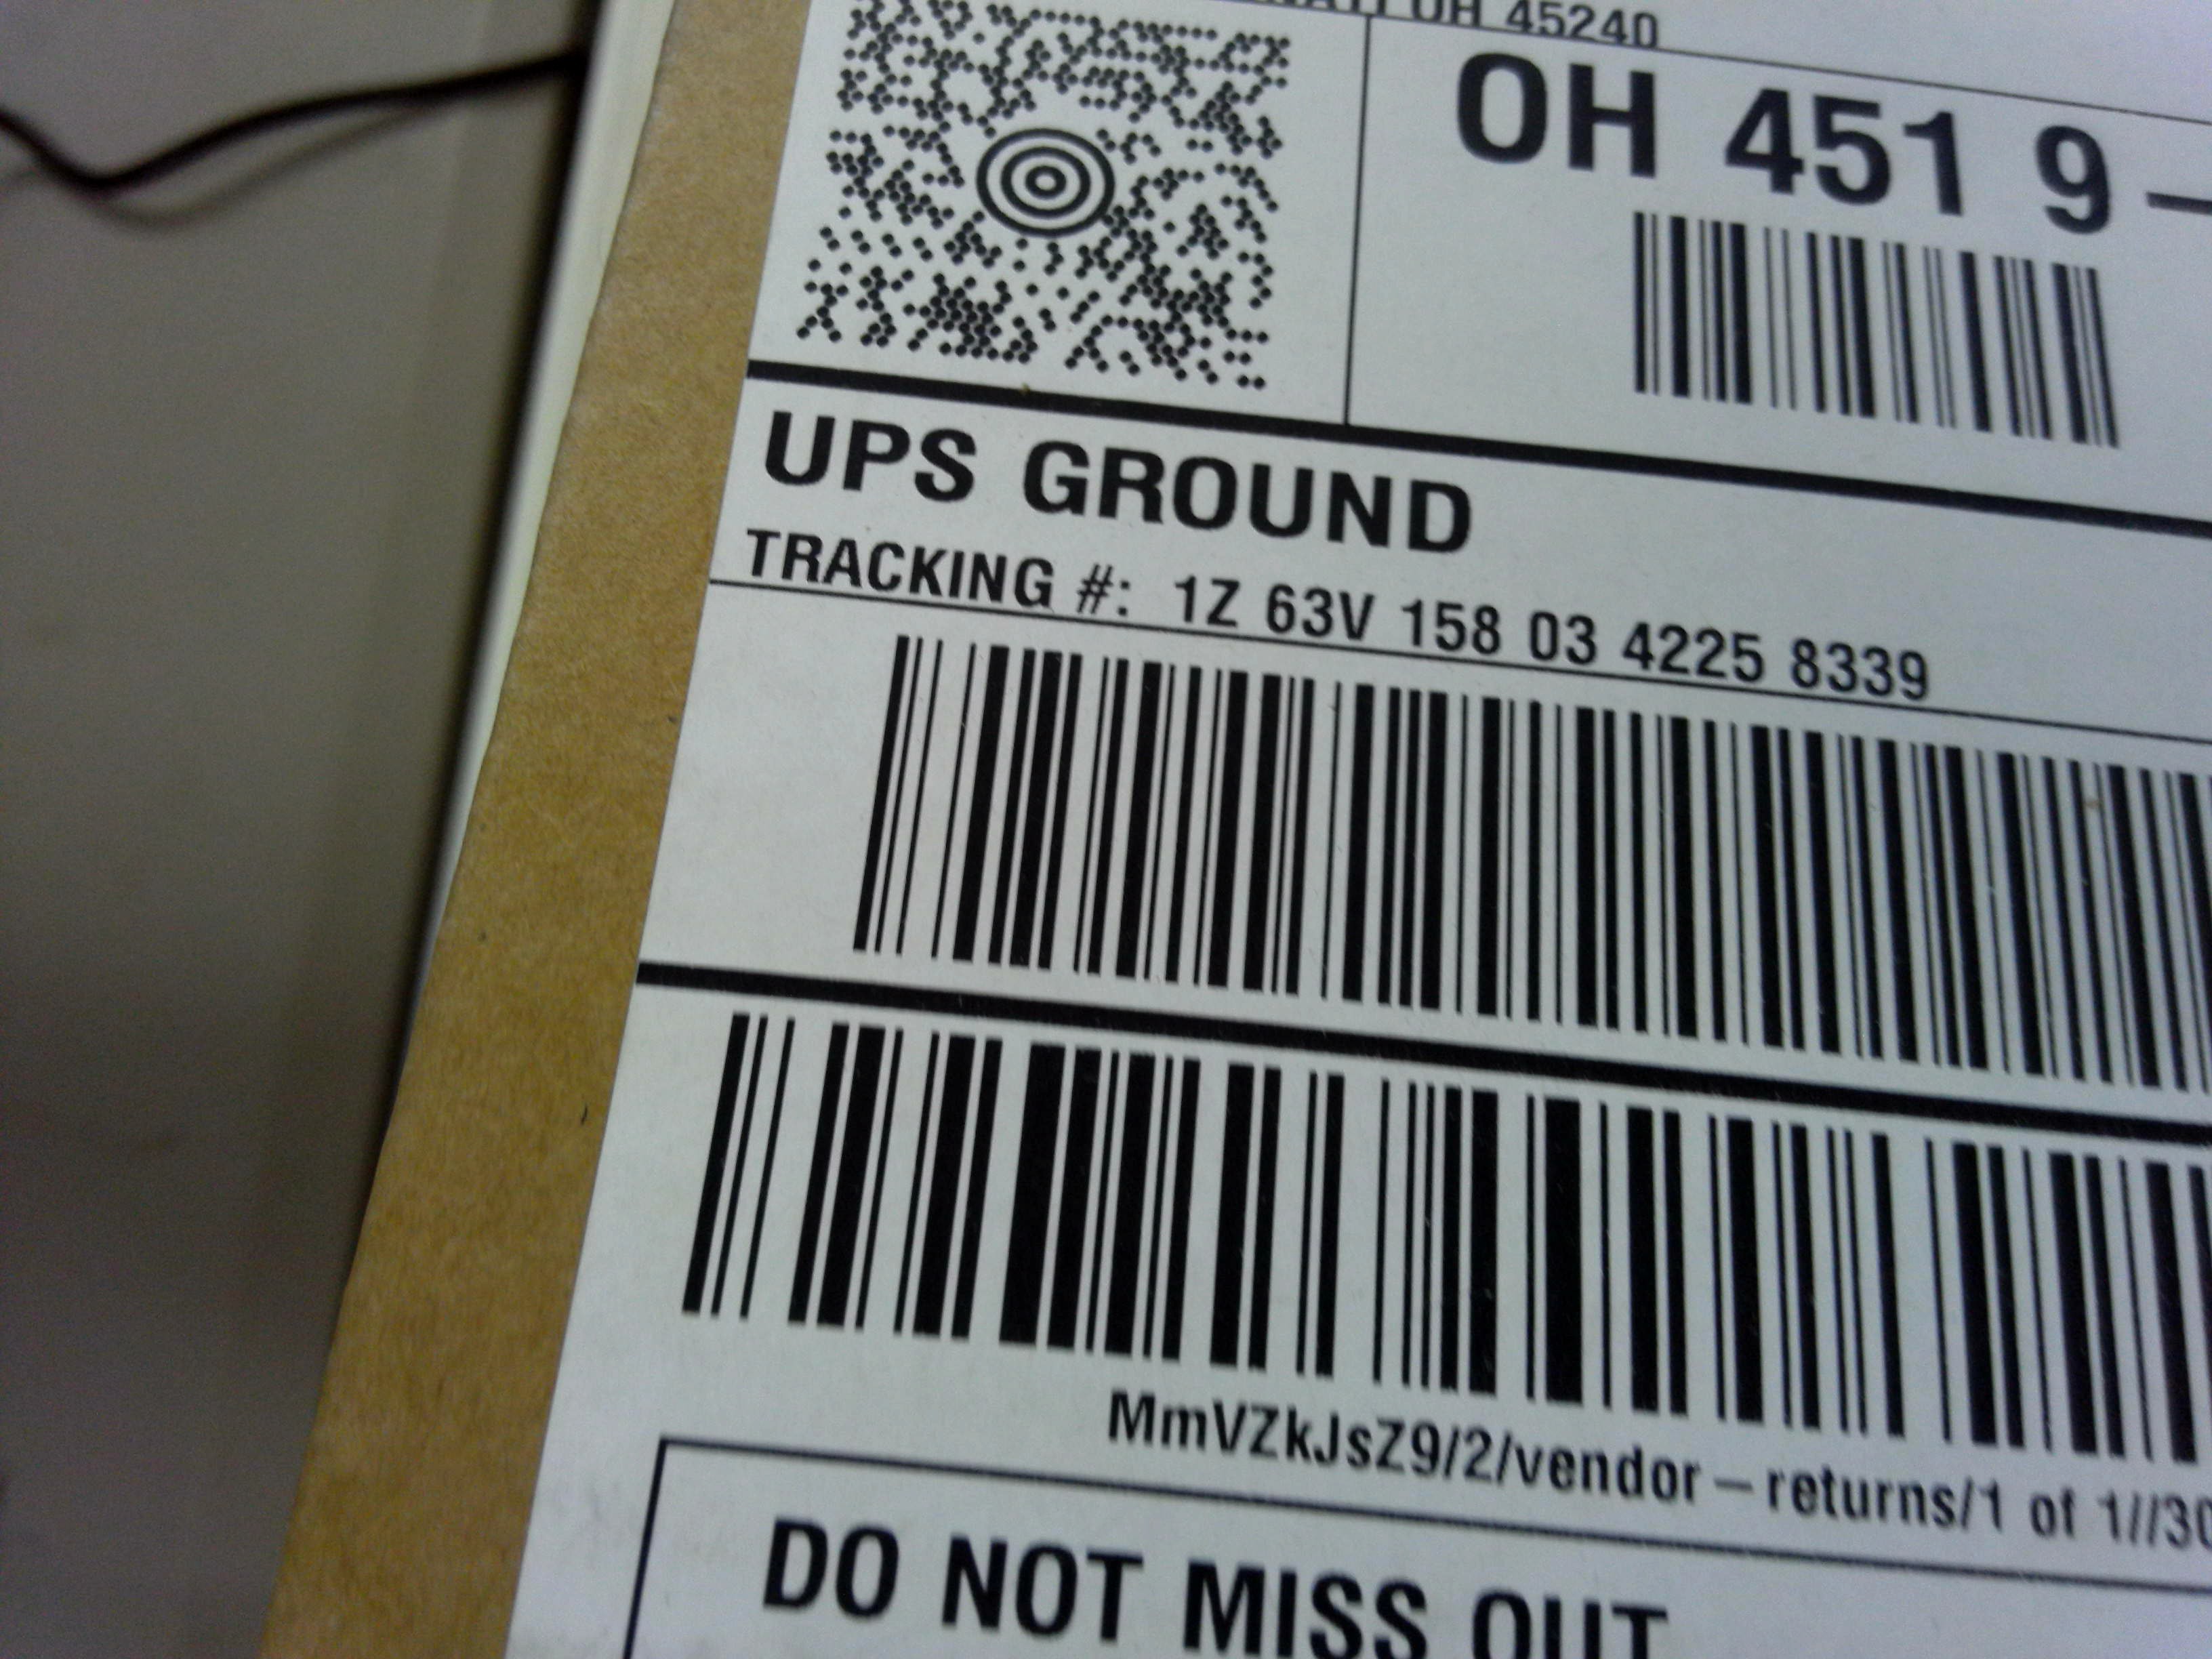 OH 45240
OH 451 9 –
UPS GROUND
TRACKING #: 1Z 63V 158 03 4225 8339
MmVZkJsZ9/2/vendor – returns/1 of 1//30
DO NOT MISS OUT